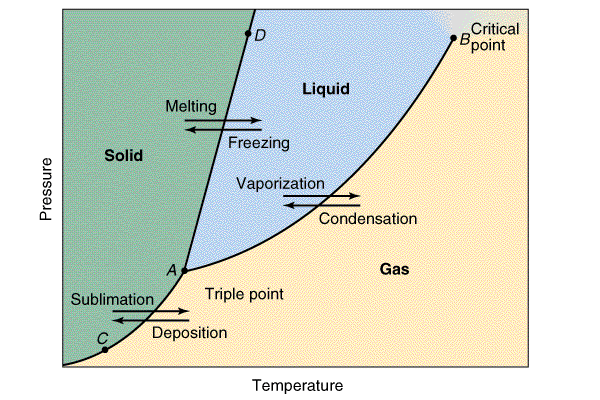 D
B
Critical
point
Liquid
Melting
Freezing
Solid
Vaporization
Condensation
Pressure
A
Gas
Triple point
Sublimation
Deposition
C
Temperature